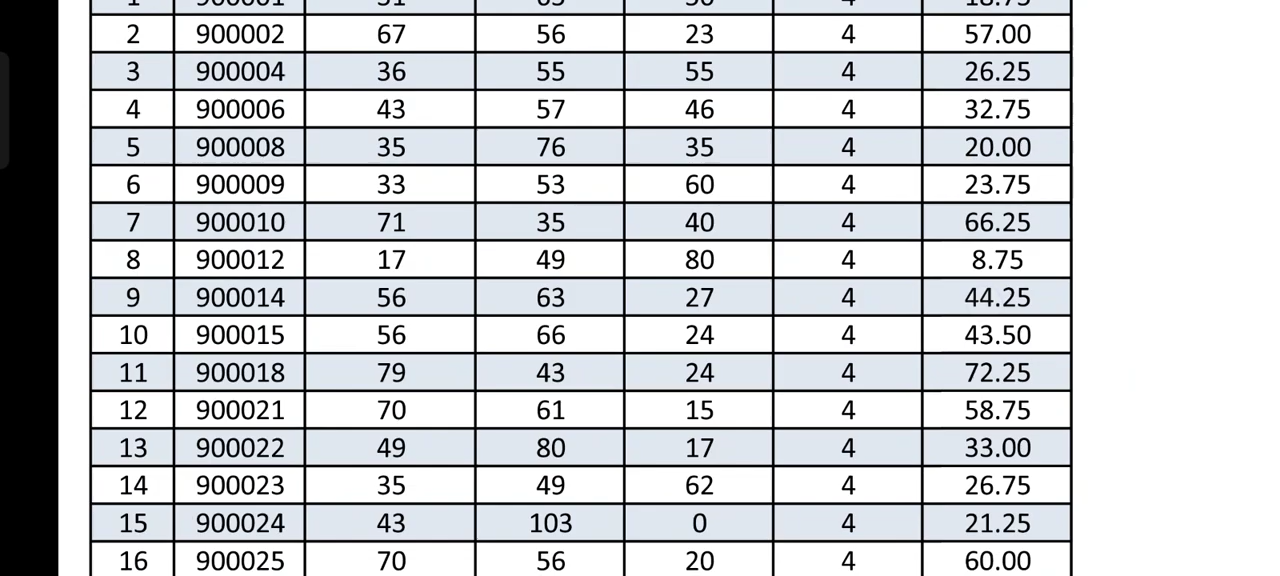 1 900001 51 65 30 4 18.75
2 900002 67 56 23 4 57.00
3 900004 36 55 55 4 26.25
4 900006 43 57 46 4 32.75
5 900008 35 76 35 4 20.00
6 900009 33 53 60 4 23.75
7 900010 71 35 40 4 66.25
8 900012 17 49 80 4 8.75
9 900014 56 63 27 4 44.25
10 900015 56 66 24 4 43.50
11 900018 79 43 24 4 72.25
12 900021 70 61 15 4 58.75
13 900022 49 80 17 4 33.00
14 900023 35 49 62 4 26.75
15 900024 43 103 0 4 21.25
16 900025 70 56 20 4 60.00